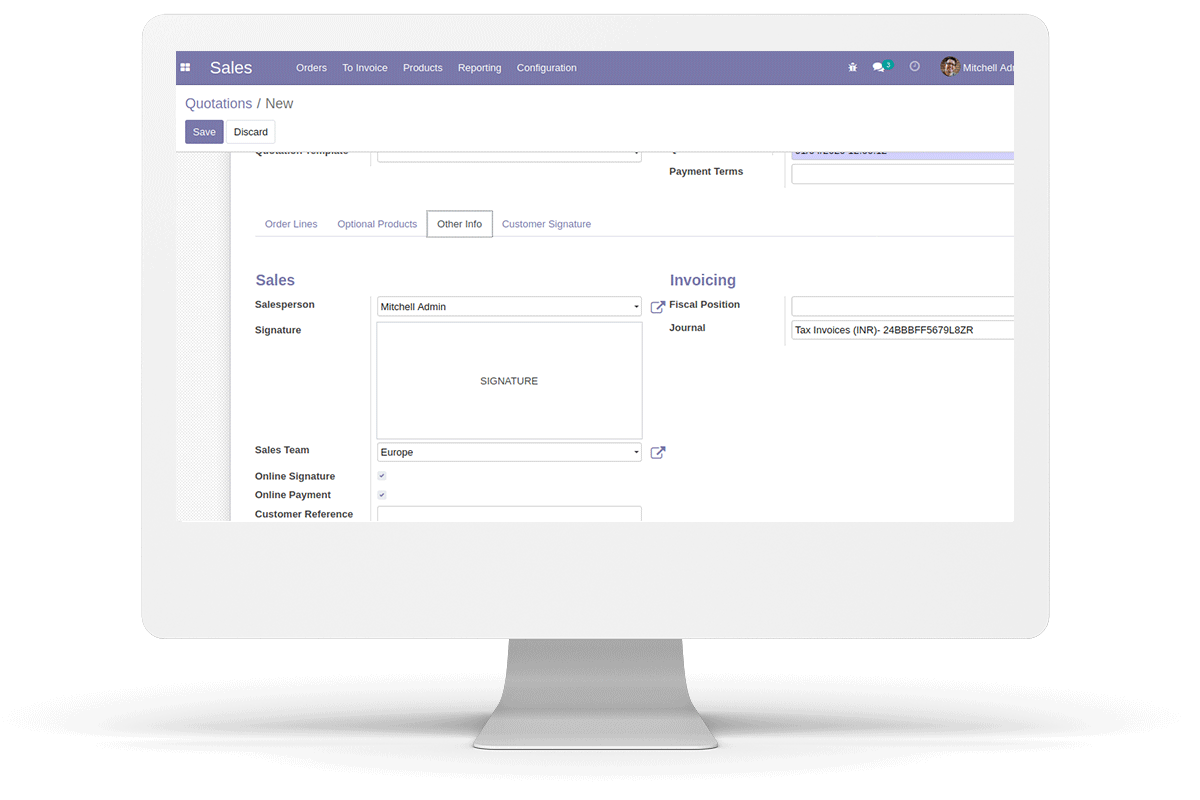 Sales Orders To Invoice Products Reporting Configuration 3 Mitchell Adm
Quotations / New
Save Discard
Quotation Template
Payment Terms
Order Lines Optional Products Other Info Customer Signature
Sales Invoicing
Salesperson Mitchell Admin Fiscal Position
Signature Journal Tax Invoices (INR)- 24BBBFF5679L8ZR
SIGNATURE
Sales Team Europe
Online Signature
Online Payment
Customer Reference